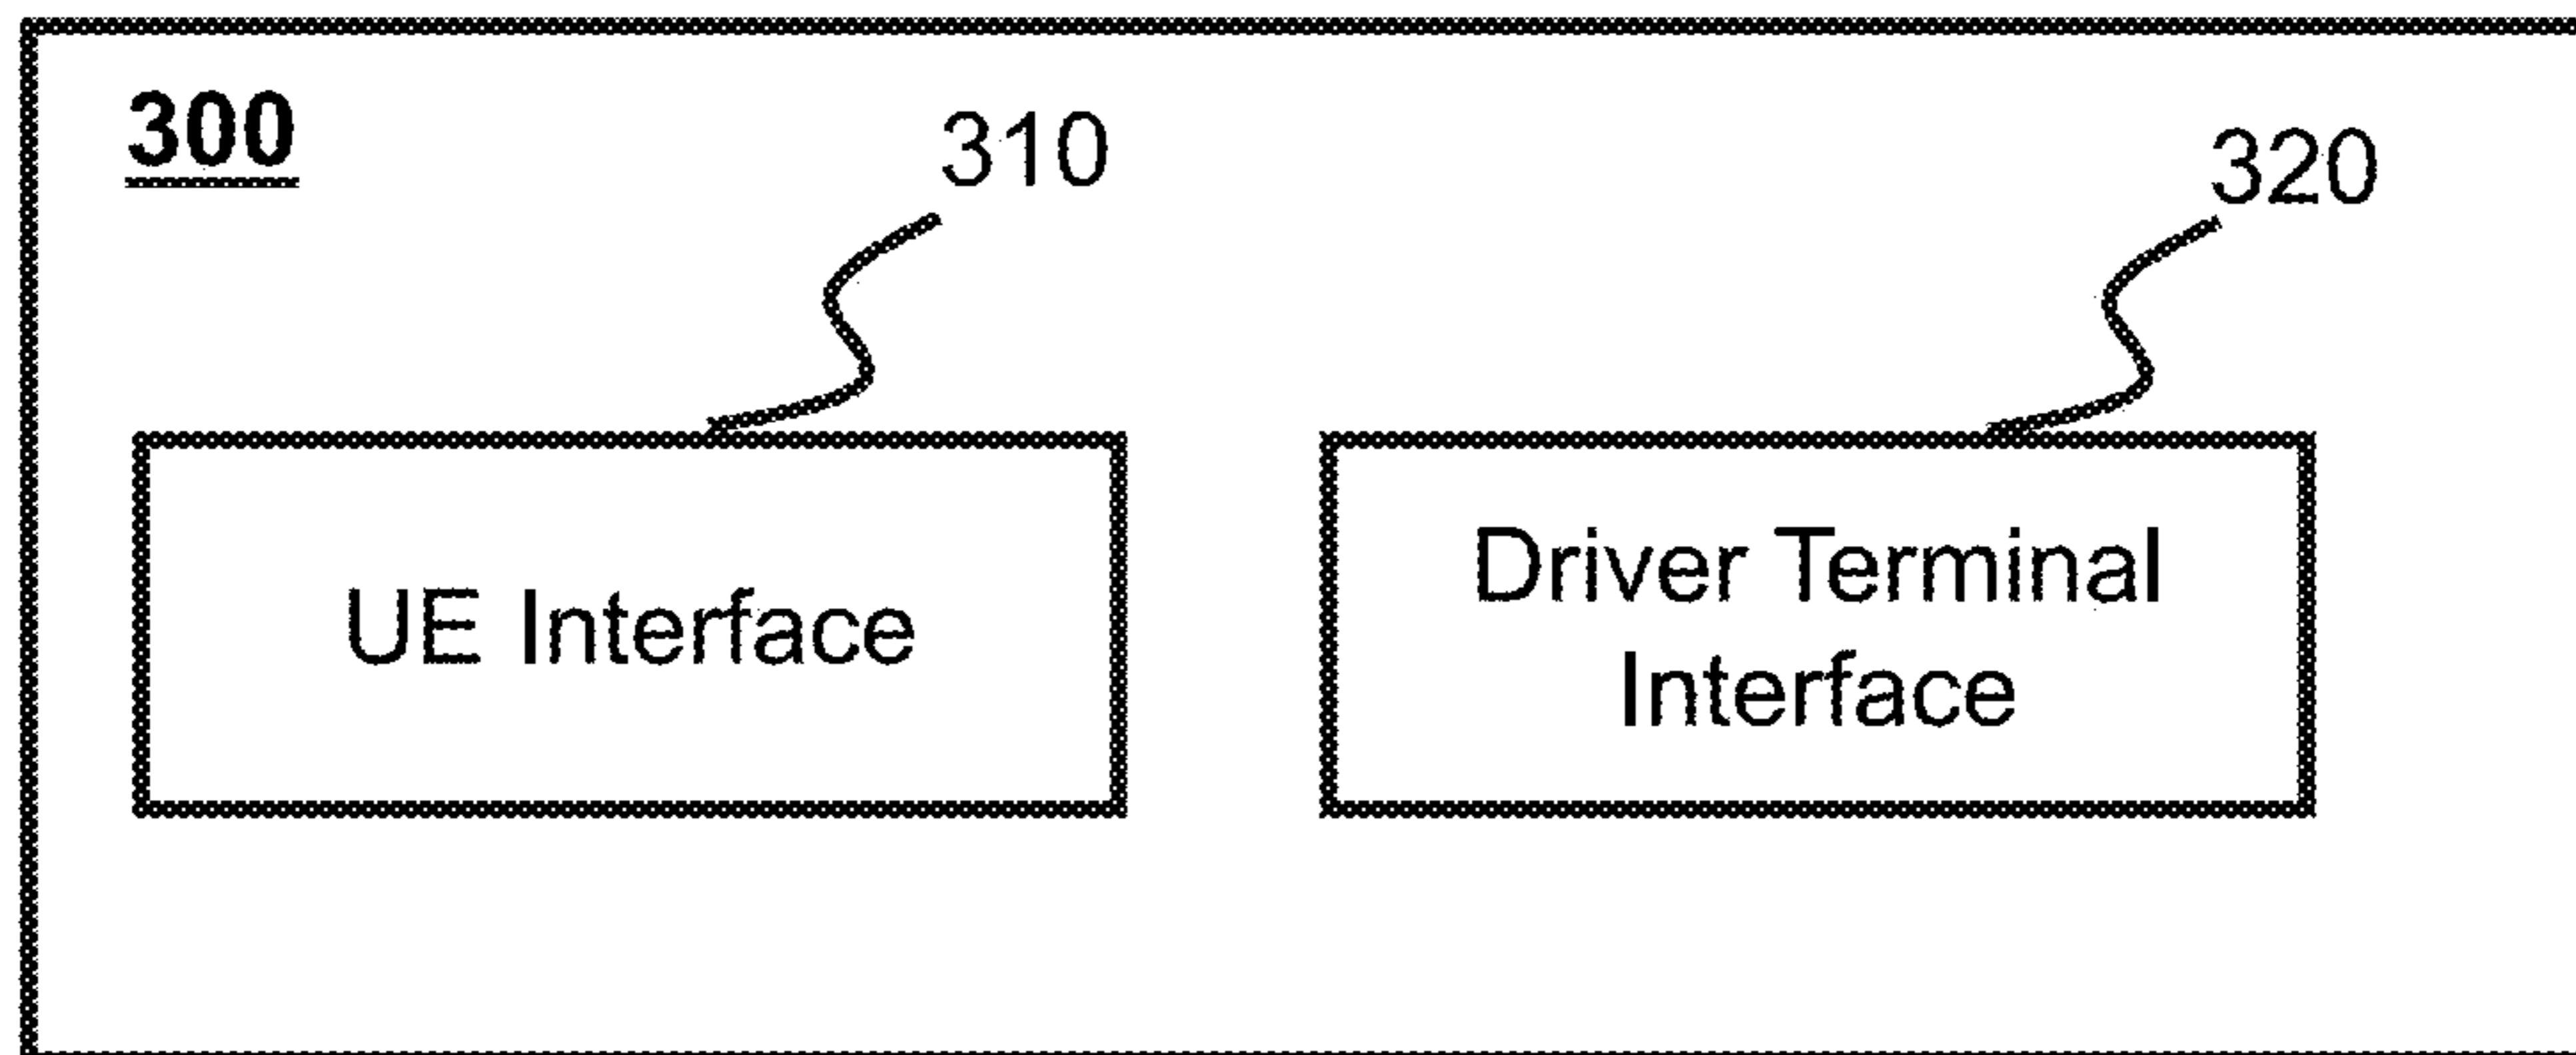 300
310
320
UE Interface
Driver Terminal
Interface